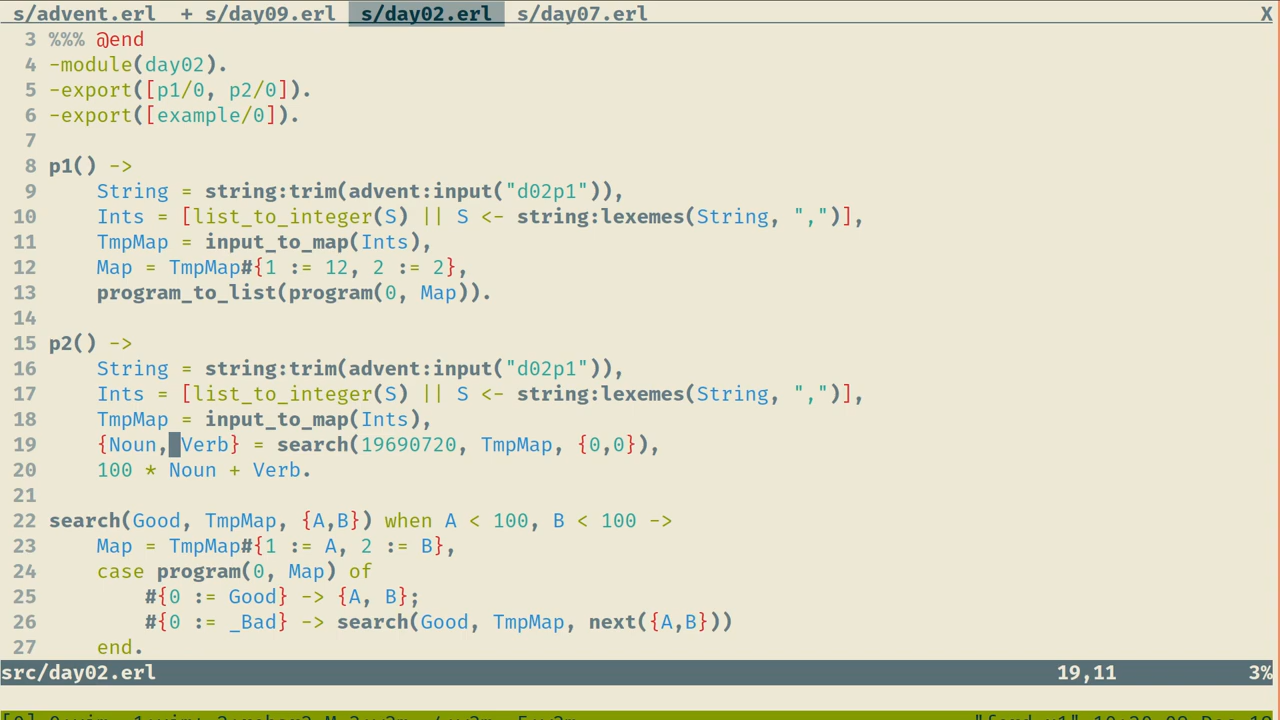 s/advent.erl + s/day09.erl s/day02.erl s/day07.erl X
3 %%% @end
4 -module(day02).
5 -export([p1/0, p2/0]).
6 -export([example/0]).
7
8 p1() ->
9     String = string:trim(advent:input("d02p1")),
10     Ints = [list_to_integer(S) || S <- string:lexemes(String, ",")],
11     TmpMap = input_to_map(Ints),
12     Map = TmpMap#{1 := 12, 2 := 2},
13     program_to_list(program(0, Map)).
14
15 p2() ->
16     String = string:trim(advent:input("d02p1")),
17     Ints = [list_to_integer(S) || S <- string:lexemes(String, ",")],
18     TmpMap = input_to_map(Ints),
19     {Noun, Verb} = search(19690720, TmpMap, {0,0}),
20     100 * Noun + Verb.
21
22 search(Good, TmpMap, {A,B}) when A < 100, B < 100 ->
23     Map = TmpMap#{1 := A, 2 := B},
24     case program(0, Map) of
25         #{0 := Good} -> {A, B};
26         #{0 := _Bad} -> search(Good, TmpMap, next({A,B}))
27     end.
src/day02.erl 19,11 3%